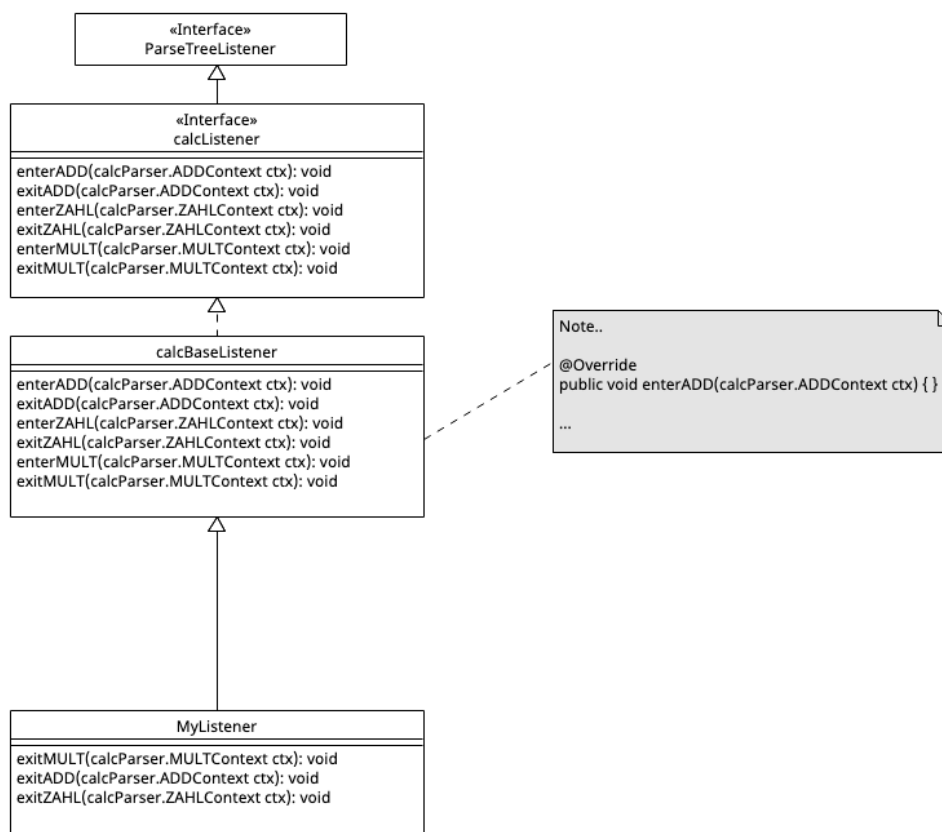 «Interface»
ParseTreeListener
«Interface»
calcListener
enterADD(calcParser.ADDContext ctx): void
exitADD(calcParser.ADDContext ctx): void
enterZAHL(calcParser.ZAHLContext ctx): void
exitZAHL(calcParser.ZAHLContext ctx): void
enterMULT(calcParser.MULTContext ctx): void
exitMULT(calcParser.MULTContext ctx): void
calcBaseListener
enterADD(calcParser.ADDContext ctx): void
exitADD(calcParser.ADDContext ctx): void
enterZAHL(calcParser.ZAHLContext ctx): void
exitZAHL(calcParser.ZAHLContext ctx): void
enterMULT(calcParser.MULTContext ctx): void
exitMULT(calcParser.MULTContext ctx): void
Note..
@Override
public void enterADD(calcParser.ADDContext ctx) { }
...
MyListener
exitMULT(calcParser.MULTContext ctx): void
exitADD(calcParser.ADDContext ctx): void
exitZAHL(calcParser.ZAHLContext ctx): void